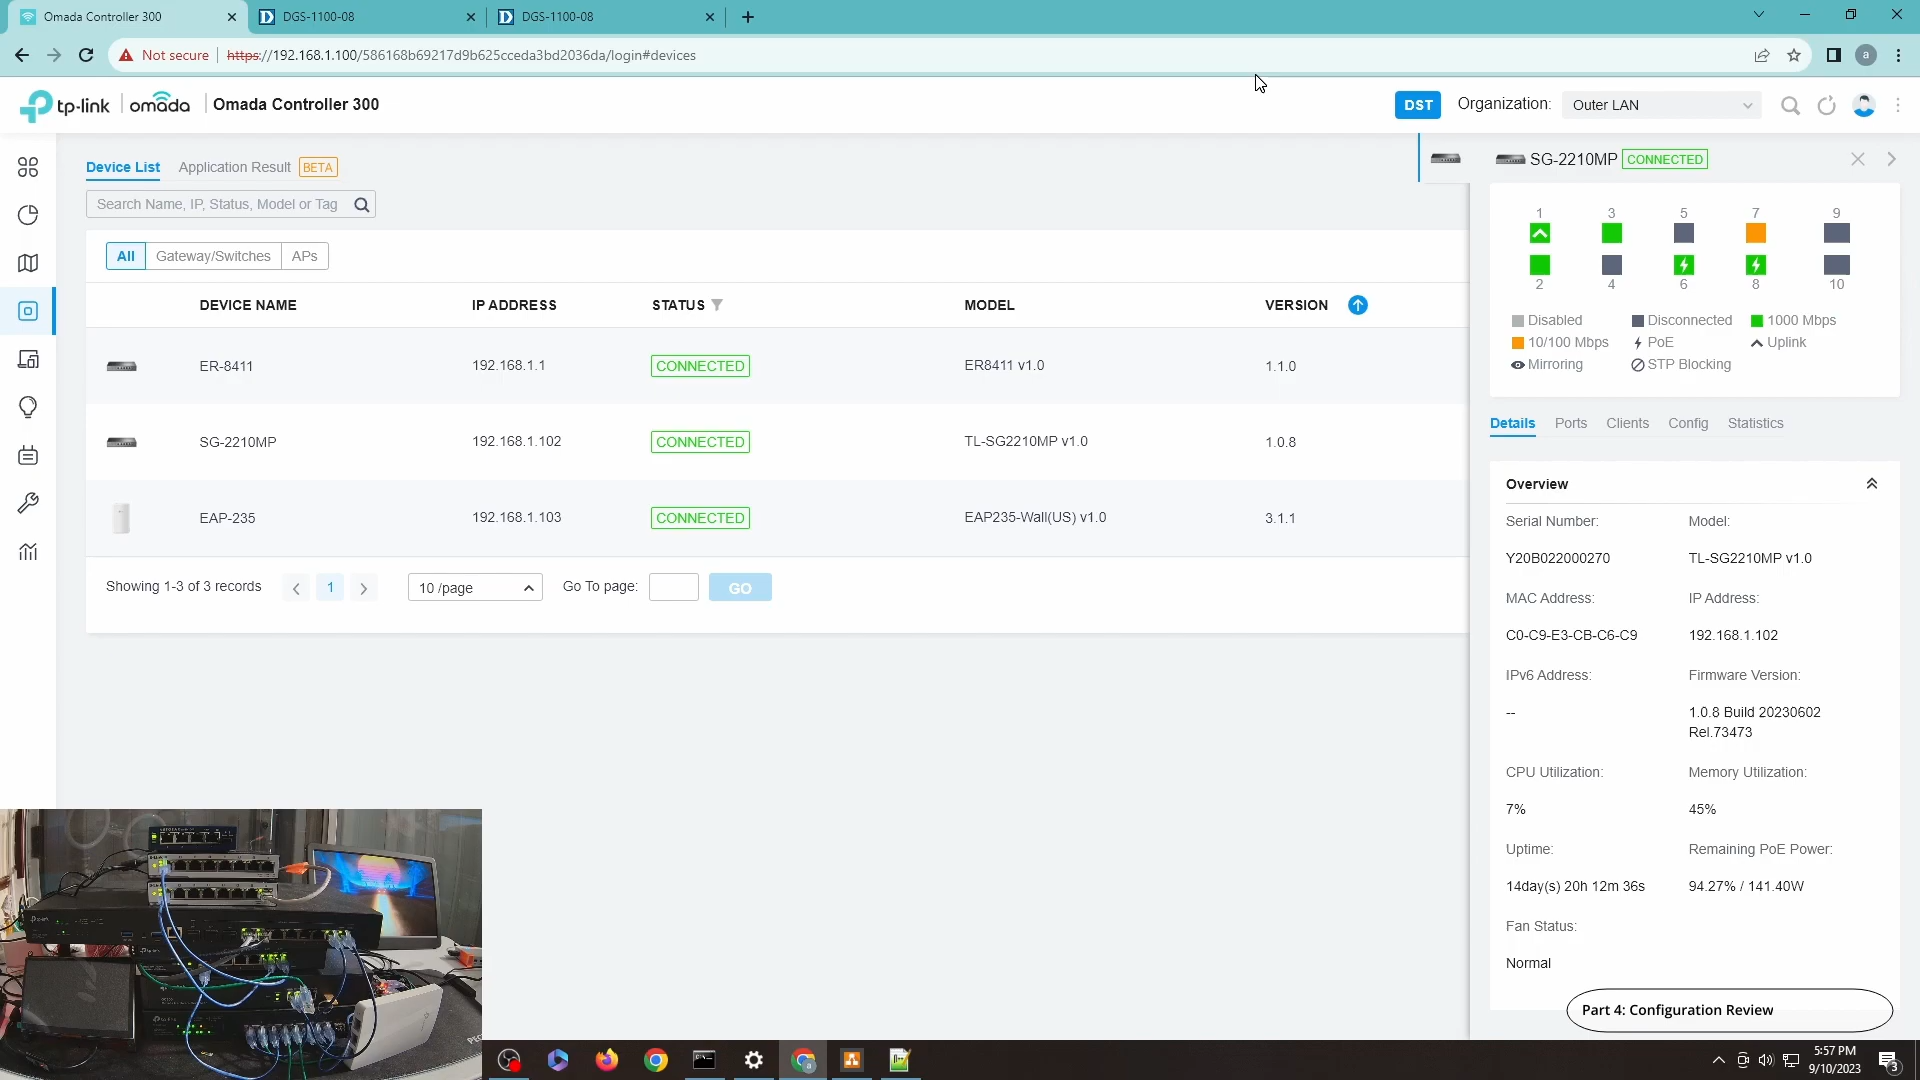 Omada Controller 300
DGS-1100-08
DGS-1100-08
Not secure
https://192.168.1.100/586168b69217d9b625cceda3bd2036da/login#devices
a
tp-link
omada
Omada Controller 300
DST
Organization:
Outer LAN
Device List
Application Result
BETA
Search Name, IP, Status, Model or Tag
All
Gateway/Switches
APs
DEVICE NAME
IP ADDRESS
STATUS
MODEL
VERSION
ER-8411
192.168.1.1
CONNECTED
ER8411 v1.0
1.1.0
SG-2210MP
192.168.1.102
CONNECTED
TL-SG2210MP v1.0
1.0.8
EAP-235
192.168.1.103
CONNECTED
EAP235-Wall(US) v1.0
3.1.1
Showing 1-3 of 3 records
1
10 /page
Go To page:
GO
SG-2210MP
CONNECTED
1
3
5
7
9
2
4
6
8
10
Disabled
Disconnected
1000 Mbps
10/100 Mbps
PoE
Uplink
Mirroring
STP Blocking
Details
Ports
Clients
Config
Statistics
Overview
Serial Number:
Model:
Y20B022000270
TL-SG2210MP v1.0
MAC Address:
IP Address:
C0-C9-E3-CB-C6-C9
192.168.1.102
IPv6 Address:
Firmware Version:
--
1.0.8 Build 20230602
Rel.73473
CPU Utilization:
Memory Utilization:
7%
45%
Uptime:
Remaining PoE Power:
14day(s) 20h 12m 36s
94.27% / 141.40W
Fan Status:
Normal
Part 4: Configuration Review
5:57 PM
9/10/2023
3